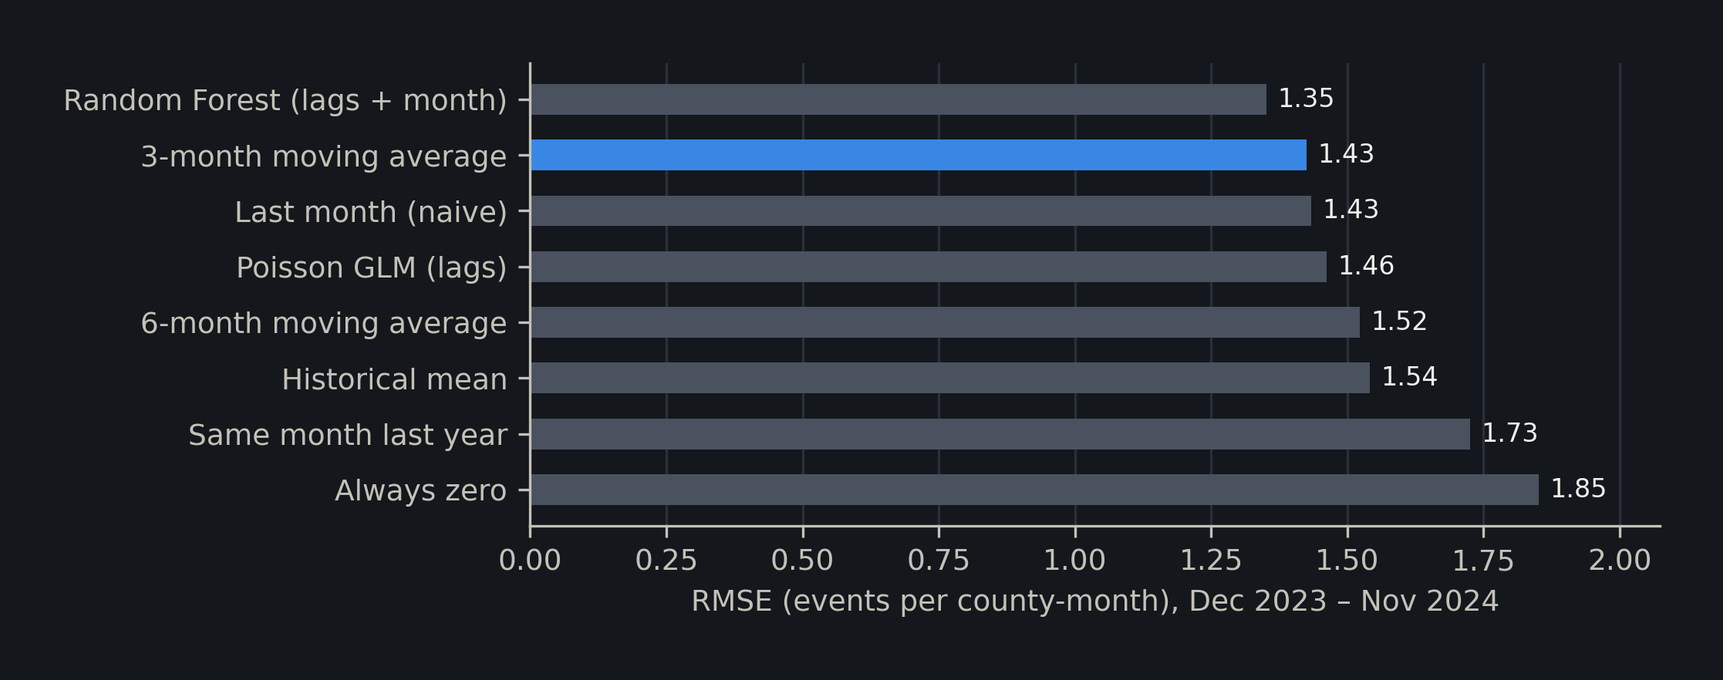 Random Forest (lags + month) 1.35
3-month moving average 1.43
Last month (naive) 1.43
Poisson GLM (lags) 1.46
6-month moving average 1.52
Historical mean 1.54
Same month last year 1.73
Always zero 1.85
0.00 0.25 0.50 0.75 1.00 1.25 1.50 1.75 2.00
RMSE (events per county-month), Dec 2023 – Nov 2024